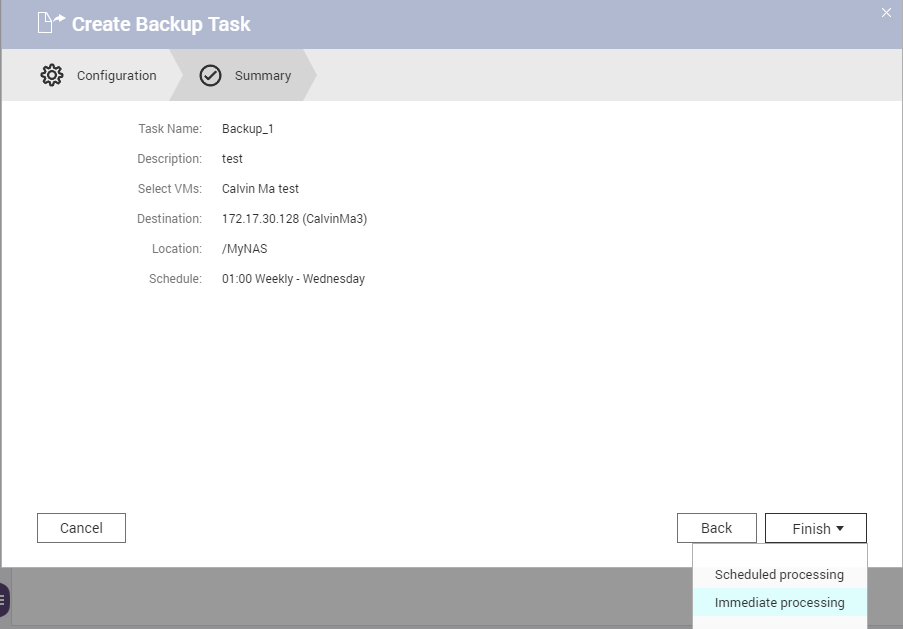 Create Backup Task
Configuration
Summary
Task Name: Backup_1
Description: test
Select VMs: Calvin Ma test
Destination: 172.17.30.128 (CalvinMa3)
Location: /MyNAS
Schedule: 01:00 Weekly - Wednesday
Cancel
Back
Finish
Scheduled processing
Immediate processing